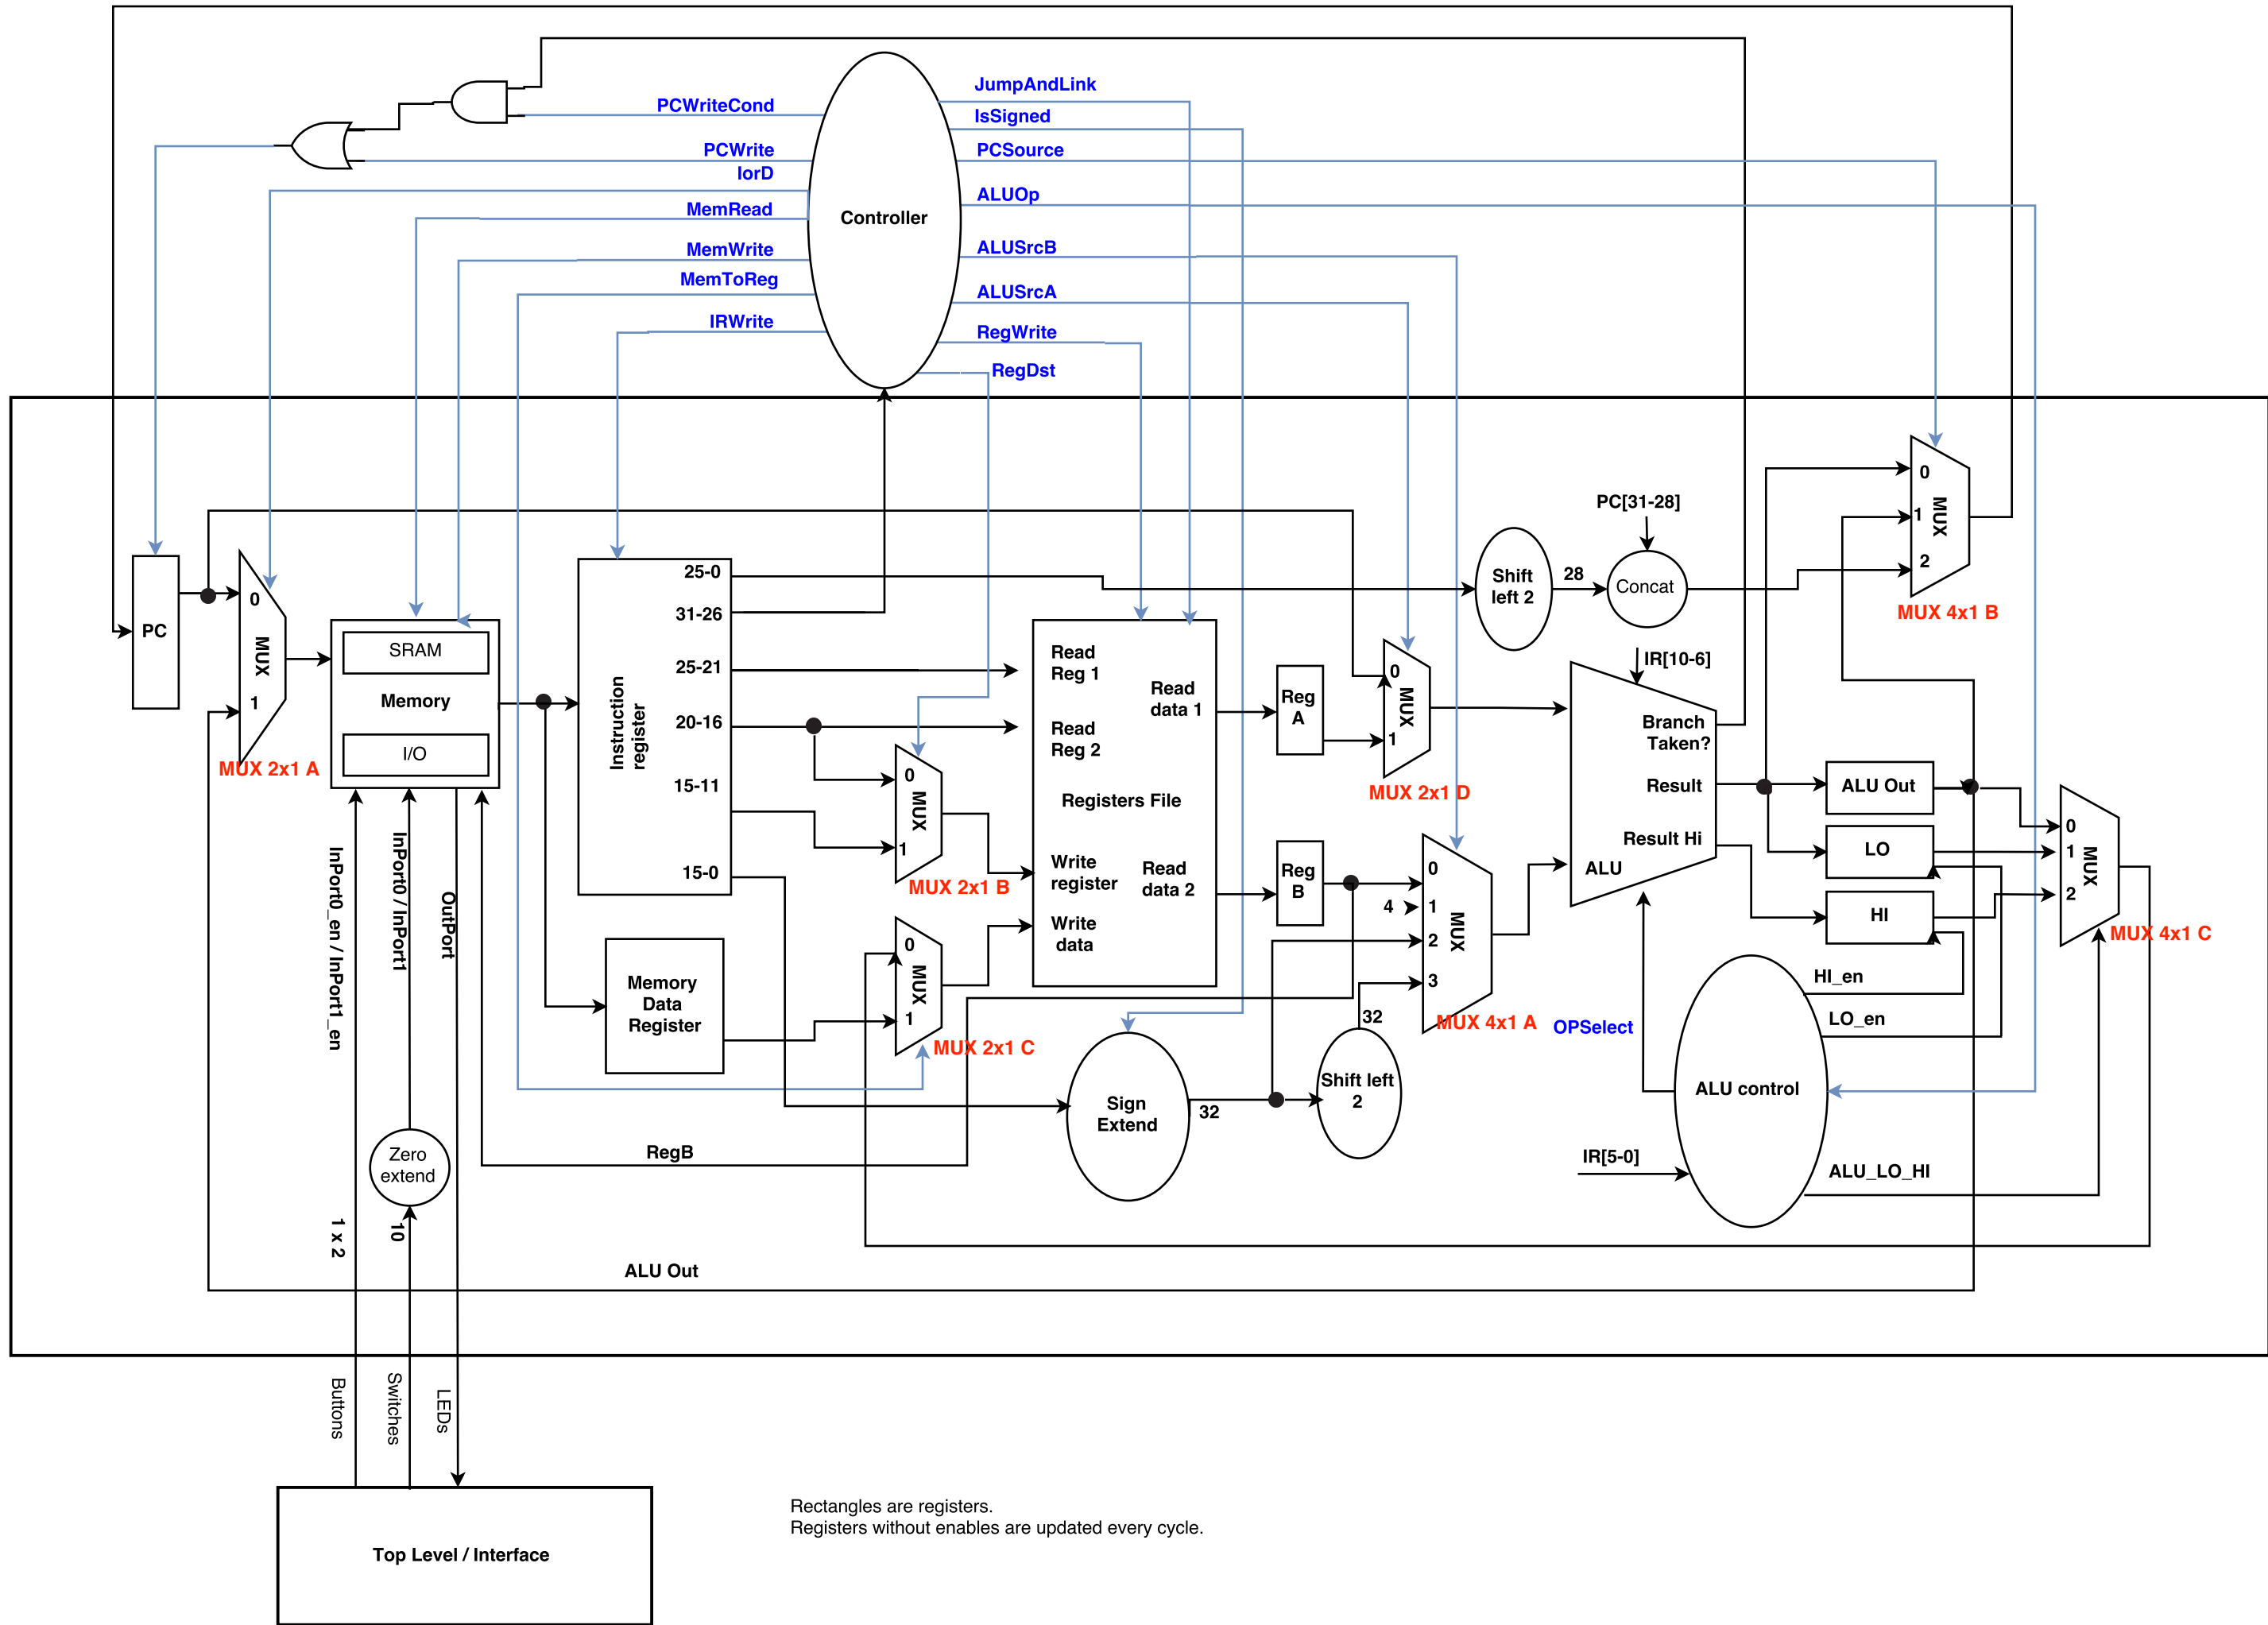 JumpAndLink
PCWriteCond
IsSigned
PCWrite
PCSource
IorD
ALUOp
MemRead
Controller
MemWrite
ALUSrcB
MemToReg
ALUSrcA
IRWrite
RegWrite
RegDst
PC
0
MUX
1
MUX 2x1 A
SRAM
Memory
I/O
Instruction
register
25-0
31-26
25-21
20-16
15-11
15-0
0
MUX
1
MUX 2x1 B
Memory
Data
Register
0
MUX
1
MUX 2x1 C
Read
Reg 1
Read
data 1
Read
Reg 2
Registers File
Write
register
Read
data 2
Write
data
Reg
A
Reg
B
0
MUX
1
MUX 2x1 D
0
4
1
MUX
2
3
MUX 4x1 A
32
Shift left
2
Sign
Extend
32
Shift
left 2
28
PC[31-28]
Concat
0
1
MUX
2
MUX 4x1 B
IR[10-6]
Branch
Taken?
Result
Result Hi
ALU
ALU Out
LO
HI
0
1
MUX
2
MUX 4x1 C
HI_en
LO_en
OPSelect
ALU control
IR[5-0]
ALU_LO_HI
InPort0_en / InPort1_en
InPort0 / InPort1
OutPort
Zero
extend
RegB
1 x 2
10
ALU Out
Buttons
Switches
LEDs
Top Level / Interface
Rectangles are registers.
Registers without enables are updated every cycle.